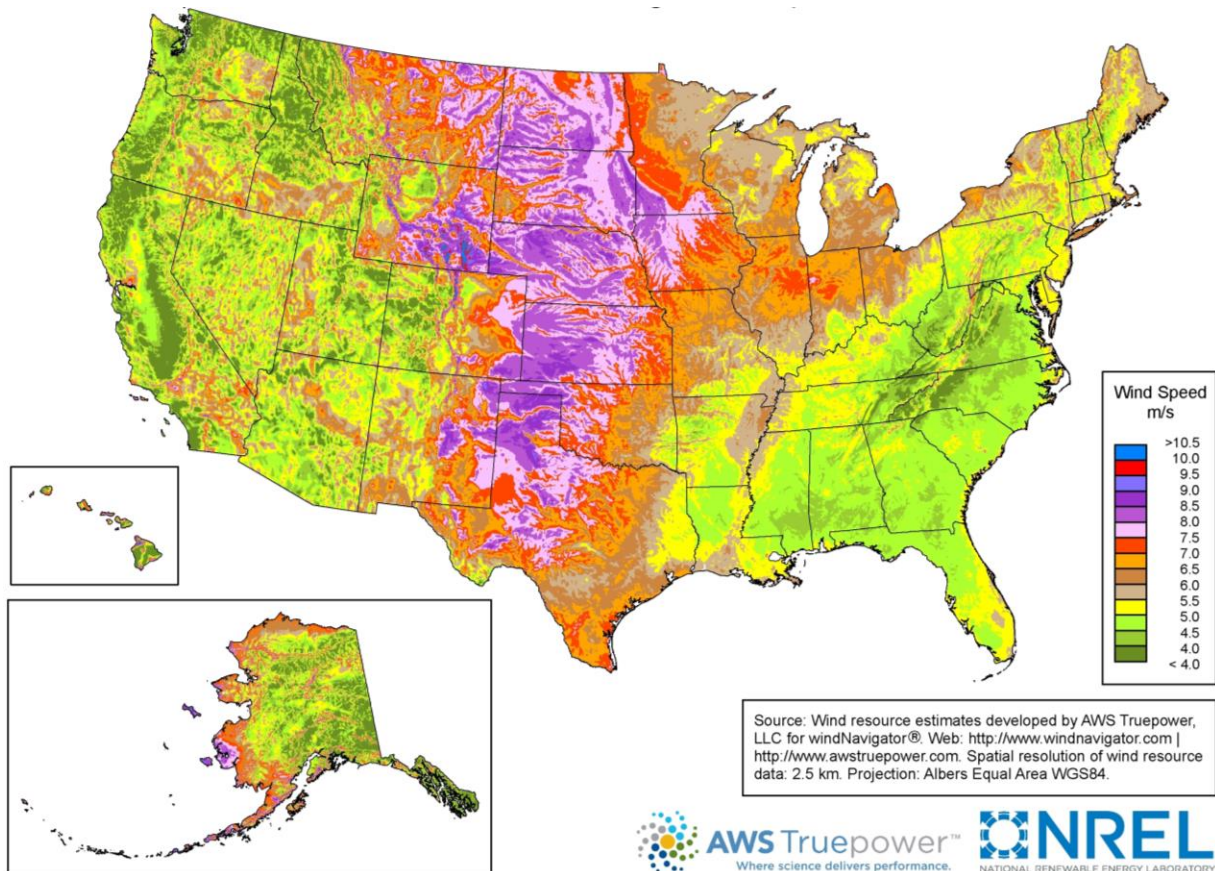 Wind Speed
m/s
>10.5
10.0
9.5
9.0
8.5
8.0
7.5
7.0
6.5
6.0
5.5
5.0
4.5
4.0
< 4.0
Source: Wind resource estimates developed by AWS Truepower,
LLC for windNavigator®. Web: http://www.windnavigator.com |
http://www.awstruepower.com. Spatial resolution of wind resource
data: 2.5 km. Projection: Albers Equal Area WGS84.
AWS Truepower™
Where science delivers performance.
NREL
NATIONAL RENEWABLE ENERGY LABORATORY